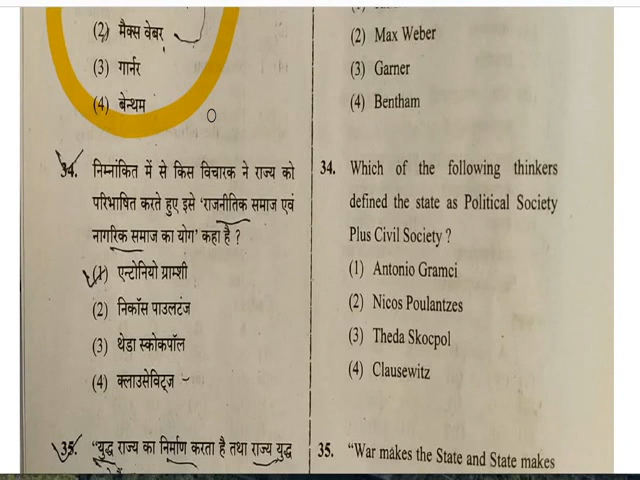 (2) मैक्स वेबर
(3) गार्नर
(4) बेन्थम
34. निम्नांकित में से किस विचारक ने राज्य को
परिभाषित करते हुए इसे 'राजनीतिक समाज एवं
नागरिक समाज का योग' कहा है ?
(1) एन्टोनियो ग्राम्शी
(2) निकॉस पाउलटंज
(3) थेडा स्कोकपॉल
(4) क्लाउसेविट्ज
35. "युद्ध राज्य का निर्माण करता है तथा राज्य युद्ध
(2) Max Weber
(3) Garner
(4) Bentham
34. Which of the following thinkers
defined the state as Political Society
Plus Civil Society ?
(1) Antonio Gramci
(2) Nicos Poulantzes
(3) Theda Skocpol
(4) Clausewitz
35. "War makes the State and State makes